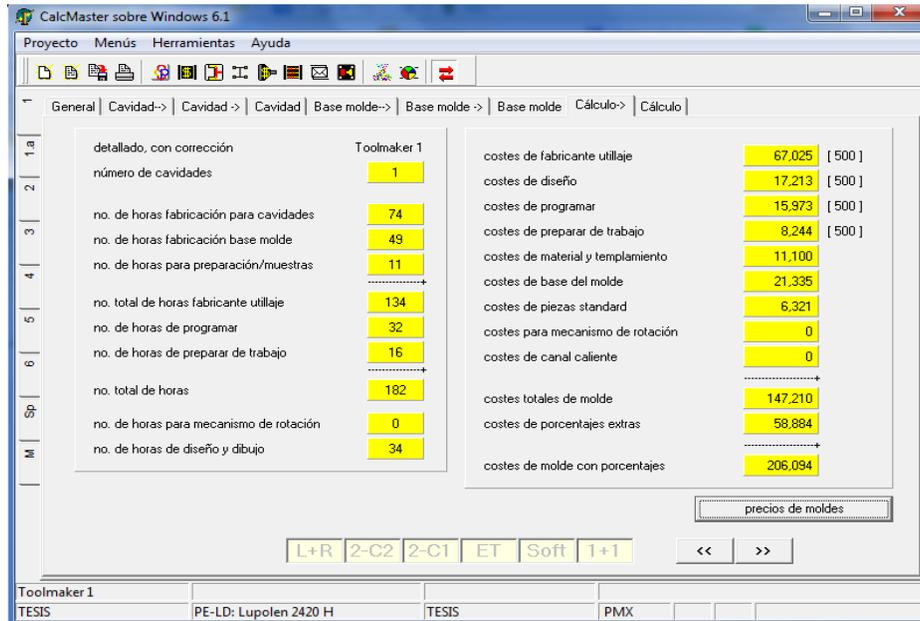 CalcMaster sobre Windows 6.1
Proyecto Menús Herramientas Ayuda
General Cavidad--> Cavidad -> Cavidad Base molde--> Base molde -> Base molde Cálculo-> Cálculo
1
1.a
2
3
4
5
6
Sp
M
detallado, con corrección Toolmaker 1
número de cavidades 1
no. de horas fabricación para cavidades 74
no. de horas fabricación base molde 49
no. de horas para preparación/muestras 11
--------------------+
no. total de horas fabricante utillaje 134
no. de horas de programar 32
no. de horas de preparar de trabajo 16
--------------------+
no. total de horas 182
no. de horas para mecanismo de rotación 0
no. de horas de diseño y dibujo 34
costes de fabricante utillaje 67,025 [ 500 ]
costes de diseño 17,213 [ 500 ]
costes de programar 15,973 [ 500 ]
costes de preparar de trabajo 8,244 [ 500 ]
costes de material y templamiento 11,100
costes de base del molde 21,335
costes de piezas standard 6,321
costes para mecanismo de rotación 0
costes de canal caliente 0
--------------------+
costes totales de molde 147,210
costes de porcentajes extras 58,884
--------------------+
costes de molde con porcentajes 206,094
precios de moldes
L+R 2-C2 2-C1 ET Soft 1+1 << >>
Toolmaker 1
TESIS PE-LD: Lupolen 2420 H TESIS PMX